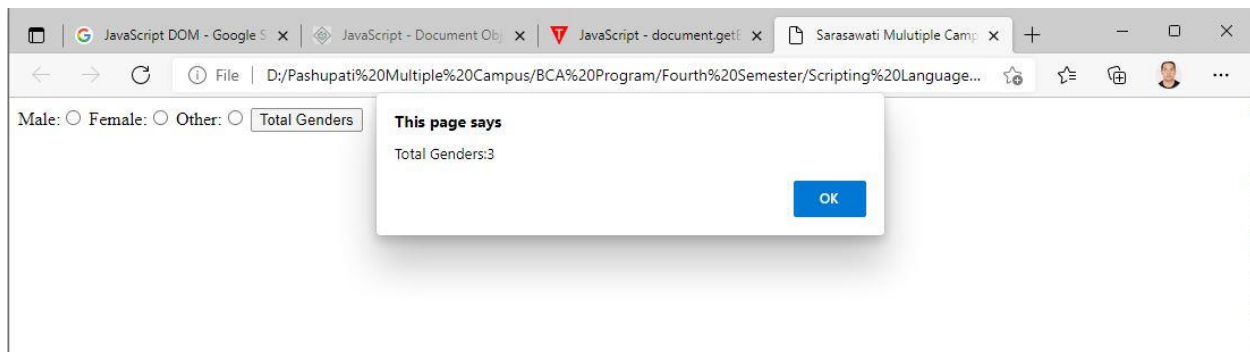 JavaScript DOM - Google S
JavaScript - Document Obj
JavaScript - document.getE
Sarasawati Mulutiple Camp
File
D:/Pashupati%20Multiple%20Campus/BCA%20Program/Fourth%20Semester/Scripting%20Language...
Male: Female: Other: Total Genders
This page says
Total Genders:3
OK